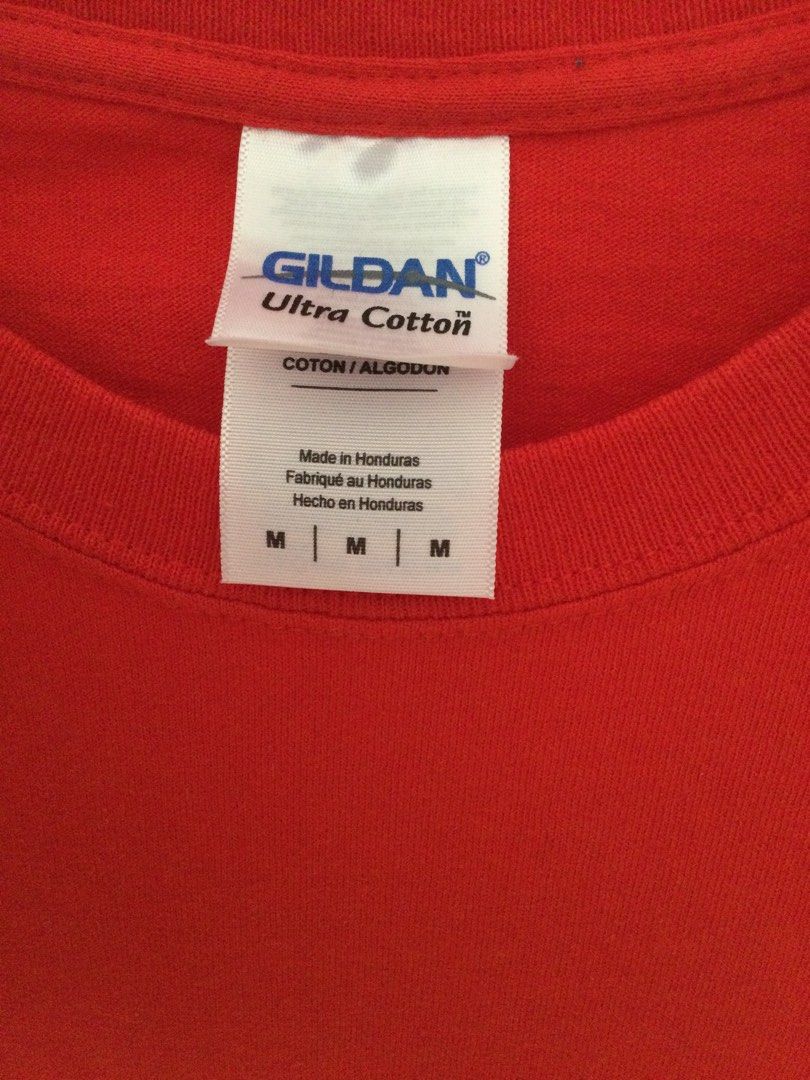 GILDAN®
Ultra Cotton™
COTON / ALGODON
Made in Honduras
Fabriqué au Honduras
Hecho en Honduras
M | M | M